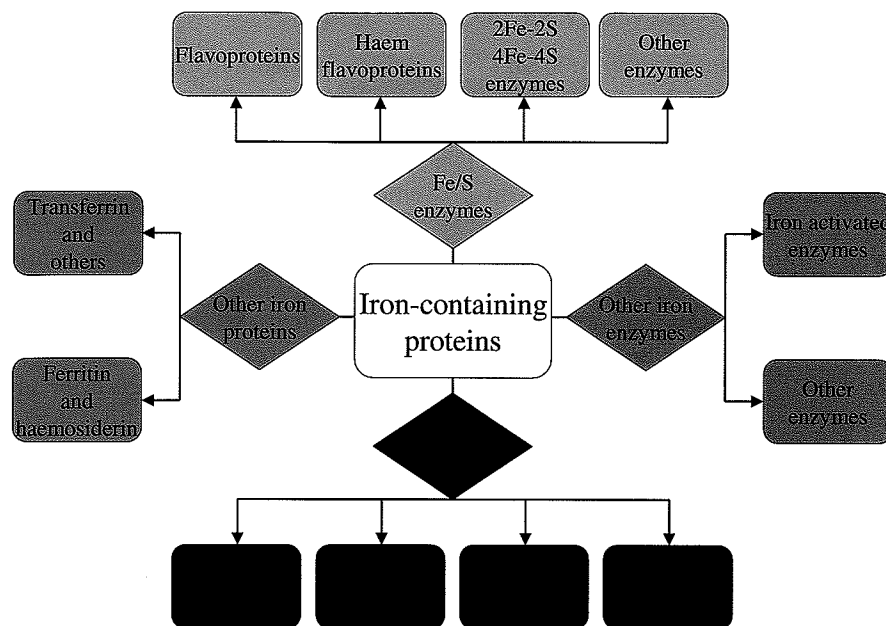 Flavoproteins
Haem
flavoproteins
2Fe-2S
4Fe-4S
enzymes
Other
enzymes
Fe/S
enzymes
Transferrin
and
others
Iron activated
enzymes
Other iron
proteins
Iron-containing
proteins
Other iron
enzymes
Ferritin
and
haemosiderin
Other
enzymes